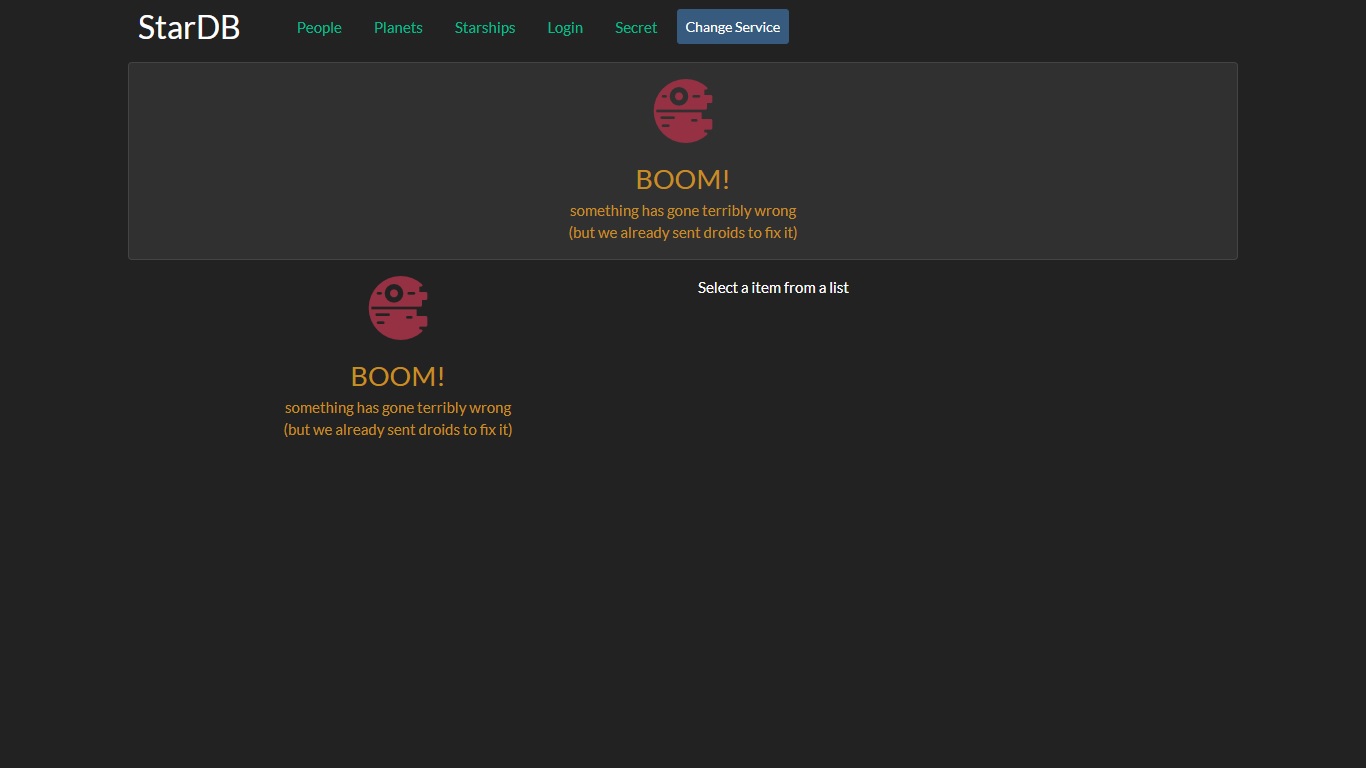 StarDB People Planets Starships Login Secret Change Service
BOOM!
something has gone terribly wrong
(but we already sent droids to fix it)
Select a item from a list
BOOM!
something has gone terribly wrong
(but we already sent droids to fix it)